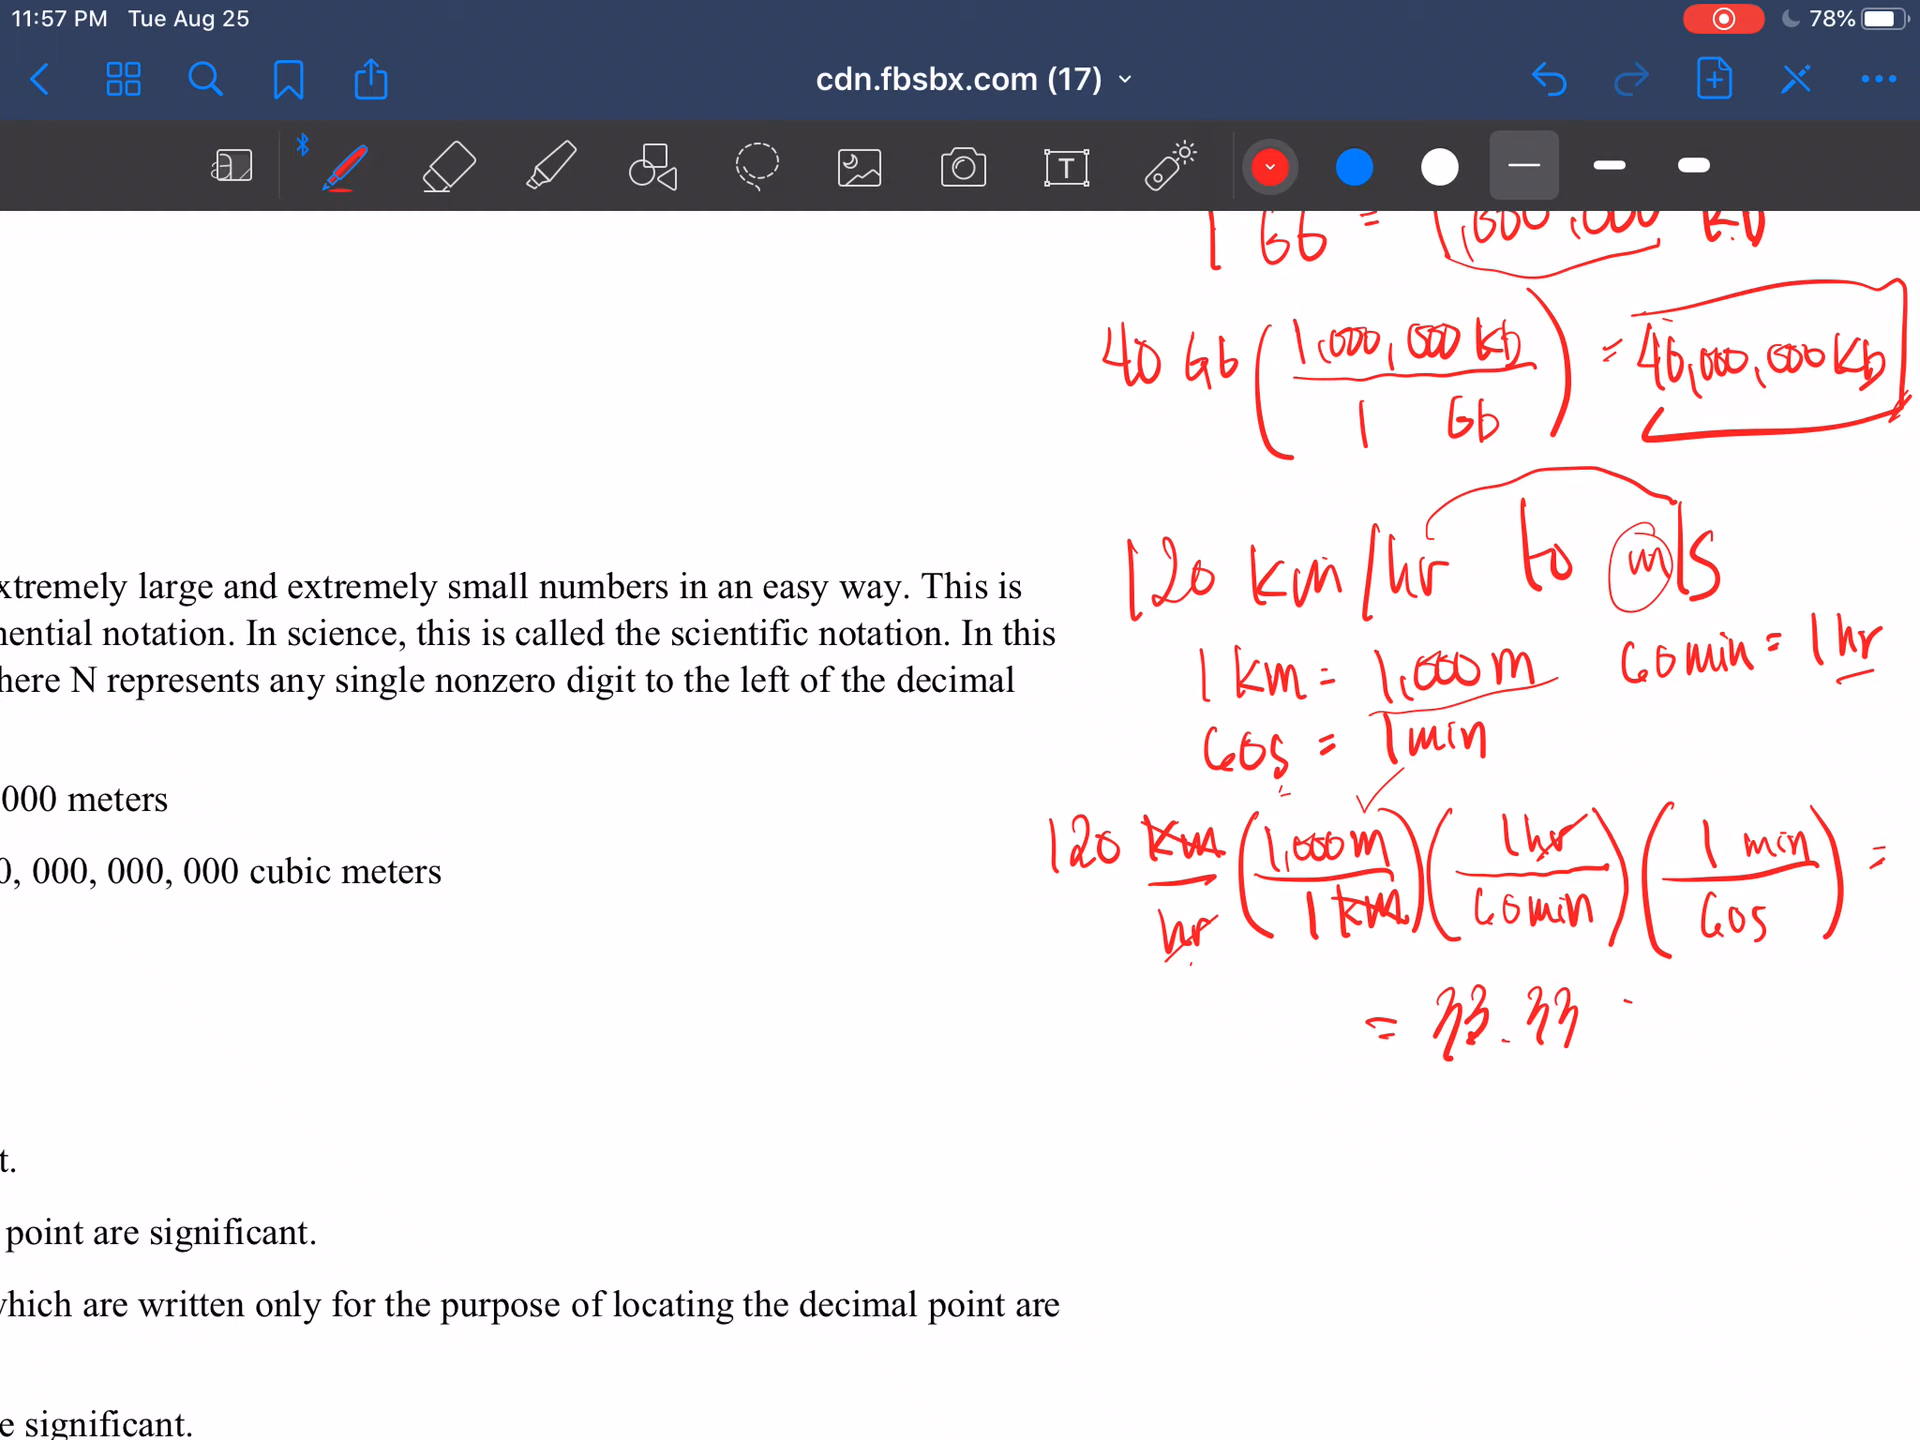 11:57 PM Tue Aug 25 78%
cdn.fbsbx.com (17)
T
1 Gb = 1,000,000 Kb
40 Gb (1,000,000 Kb / 1 Gb) = 40,000,000 Kb
120 km/hr to m/s
1 km = 1,000 m 60 min = 1 hr
60s = 1 min
120 km/hr (1,000 m / 1 km) (1 hr / 60 min) (1 min / 60s) =
= 33.33
xtremely large and extremely small numbers in an easy way. This is
nential notation. In science, this is called the scientific notation. In this
here N represents any single nonzero digit to the left of the decimal
000 meters
0, 000, 000, 000 cubic meters
t.
point are significant.
which are written only for the purpose of locating the decimal point are
e significant.